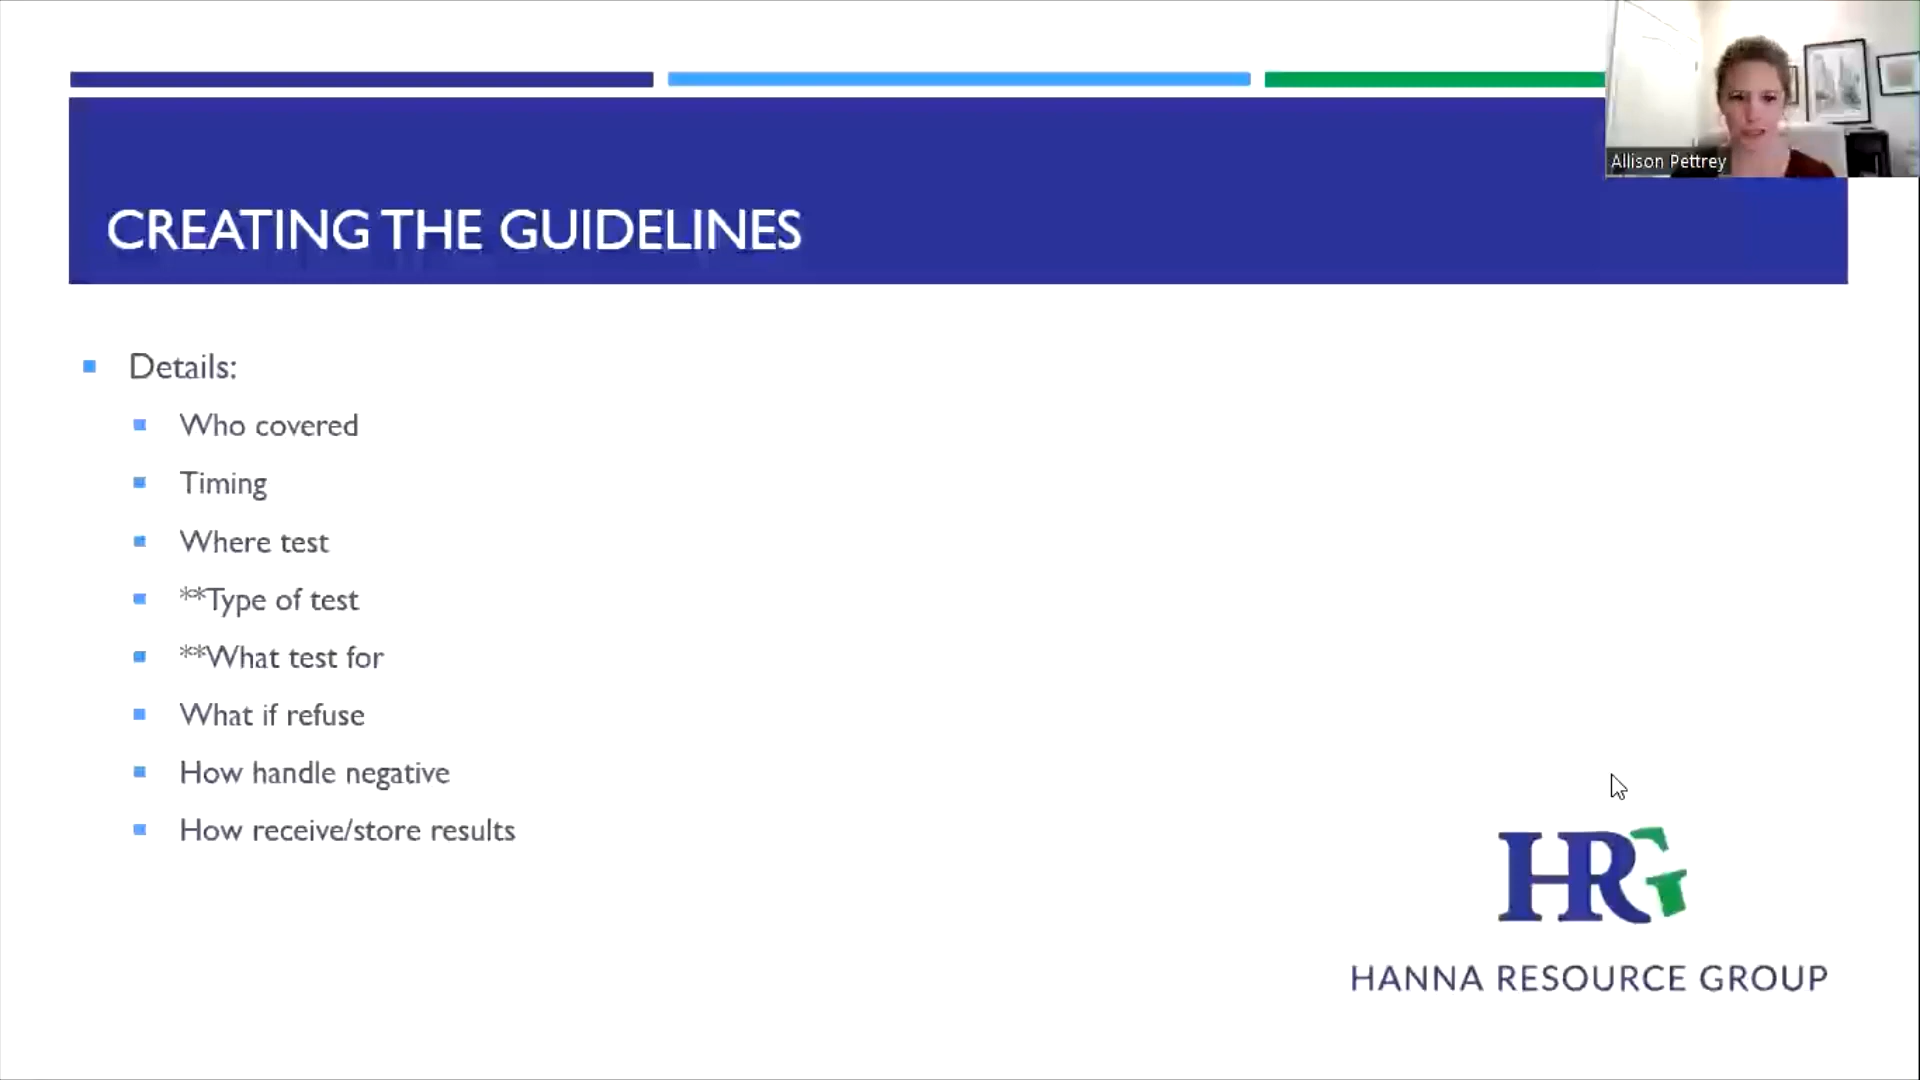 Allison Pettrey
CREATING THE GUIDELINES
Details:
Who covered
Timing
Where test
**Type of test
**What test for
What if refuse
How handle negative
How receive/store results
HRG
HANNA RESOURCE GROUP